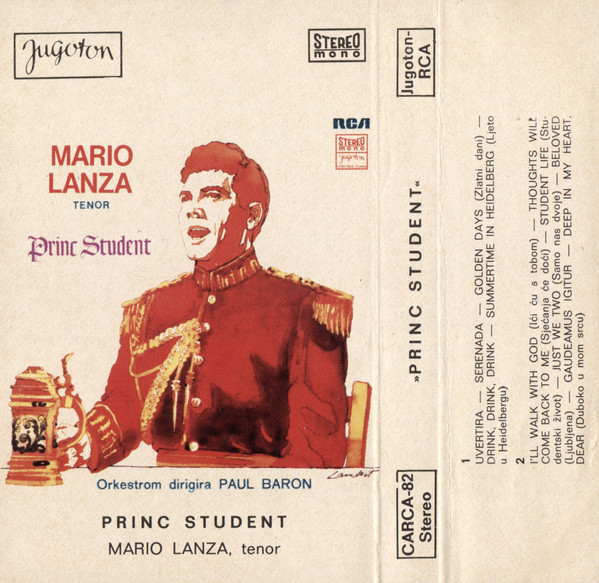 Jugoton
STEREO
mono
RCA
STEREO
mono
jugoton
MARIO
LANZA
TENOR
Princ Student
Orkestrom dirigira PAUL BARON
Lambert
PRINC STUDENT
MARIO LANZA, tenor
Jugoton-
RCA
»PRINC STUDENT«
CARCA-82
Stereo
1
UVERTIRA — SERENADA — GOLDEN DAYS (Zlatni dani) —
DRINK, DRINK, DRINK — SUMMERTIME IN HEIDELBERG (Ljeto
u Heidelbergu)
2
I'LL WALK WITH GOD (Ići ću s tobom) — THOUGHTS WILL
COME BACK TO ME (Sjećanja će doći) — STUDENT LIFE (Stu-
dentski život) — JUST WE TWO (Samo nas dvoje) — BELOVED
(Ljubljena) — GAUDEAMUS IGITUR — DEEP IN MY HEART,
DEAR (Duboko u mom srcu)